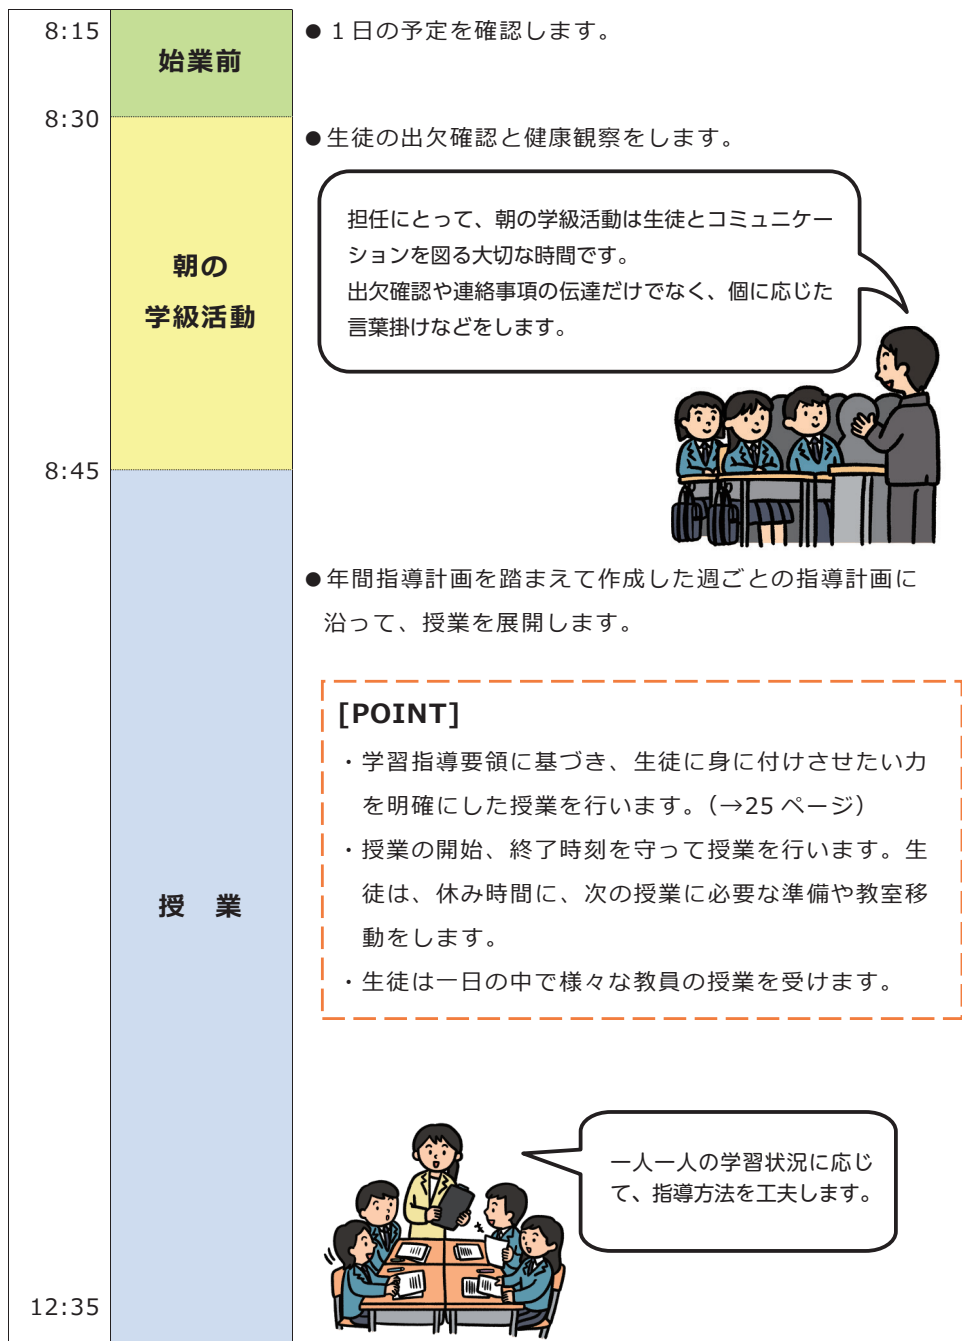 8:15
始業前
●１日の予定を確認します。
8:30
●生徒の出欠確認と健康観察をします。
朝の
学級活動
担任にとって、朝の学級活動は生徒とコミュニケー
ションを図る大切な時間です。
出欠確認や連絡事項の伝達だけでなく、個に応じた
言葉掛けなどをします。
8:45
●年間指導計画を踏まえて作成した週ごとの指導計画に
沿って、授業を展開します。
授　業
[POINT]
・学習指導要領に基づき、生徒に身に付けさせたい力
を明確にした授業を行います。（→25 ページ）
・授業の開始、終了時刻を守って授業を行います。生
徒は、休み時間に、次の授業に必要な準備や教室移
動をします。
・生徒は一日の中で様々な教員の授業を受けます。
一人一人の学習状況に応じ
て、指導方法を工夫します。
12:35